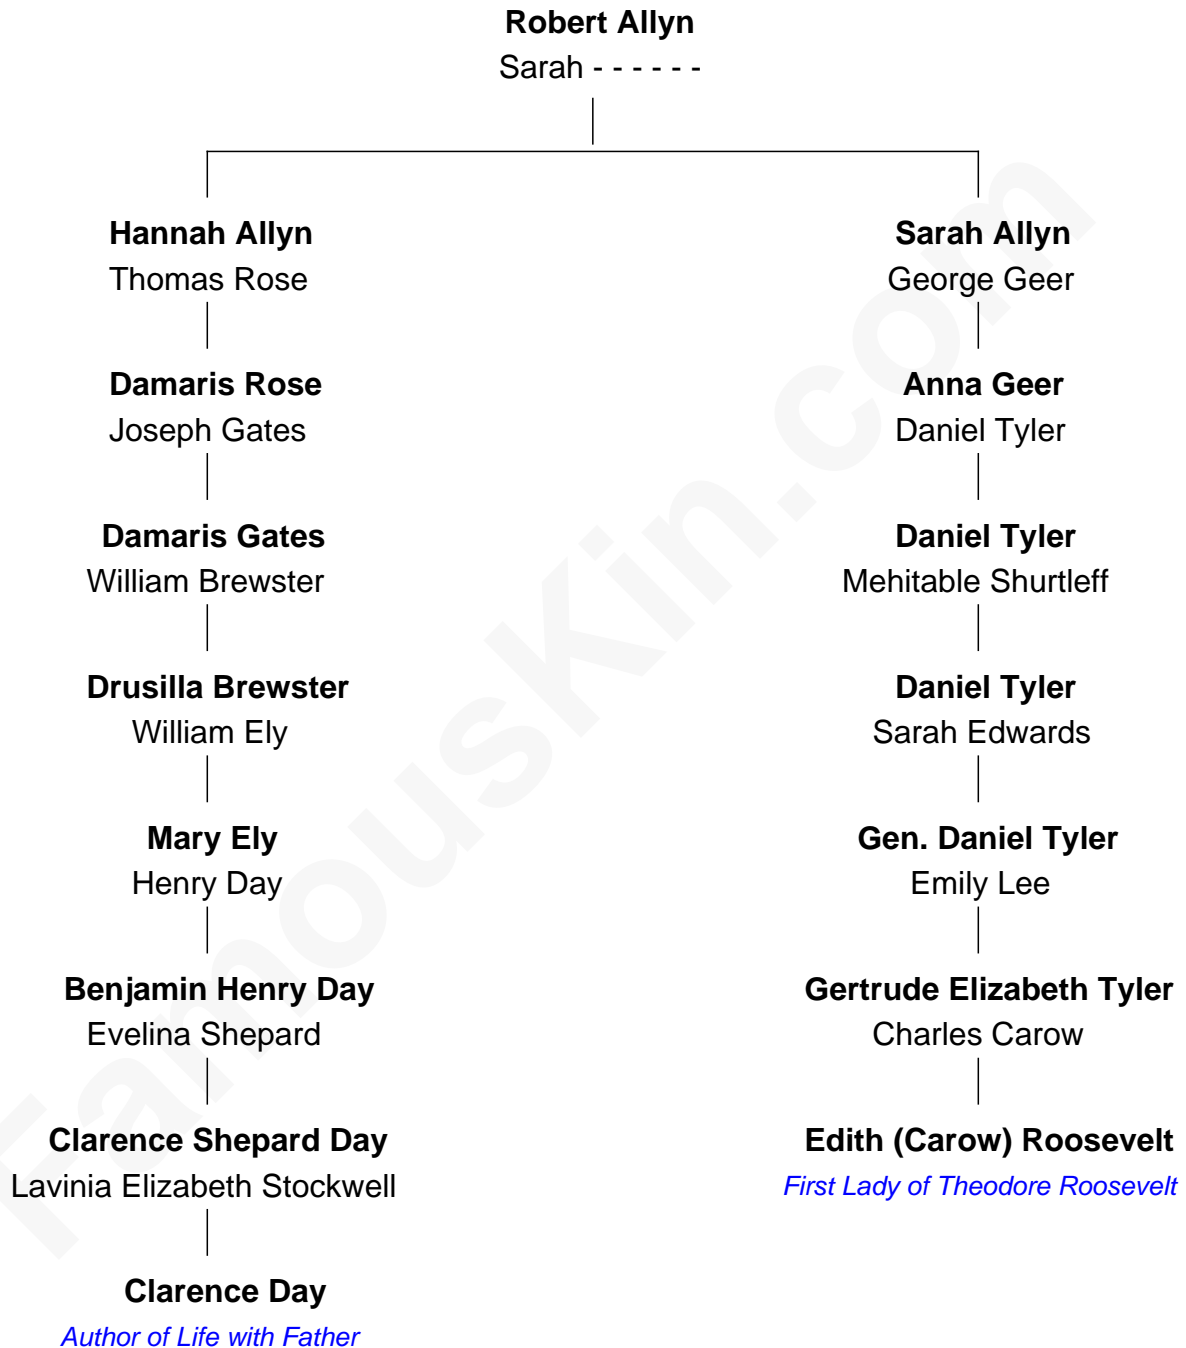 Robert Allyn
Sarah - - - - - -
Hannah Allyn
Thomas Rose
Sarah Allyn
George Geer
Damaris Rose
Joseph Gates
Anna Geer
Daniel Tyler
Damaris Gates
William Brewster
Daniel Tyler
Mehitable Shurtleff
Drusilla Brewster
William Ely
Daniel Tyler
Sarah Edwards
Mary Ely
Henry Day
Gen. Daniel Tyler
Emily Lee
Benjamin Henry Day
Evelina Shepard
Gertrude Elizabeth Tyler
Charles Carow
Clarence Shepard Day
Lavinia Elizabeth Stockwell
Edith (Carow) Roosevelt
First Lady of Theodore Roosevelt
Clarence Day
Author of Life with Father
FamousKin.com